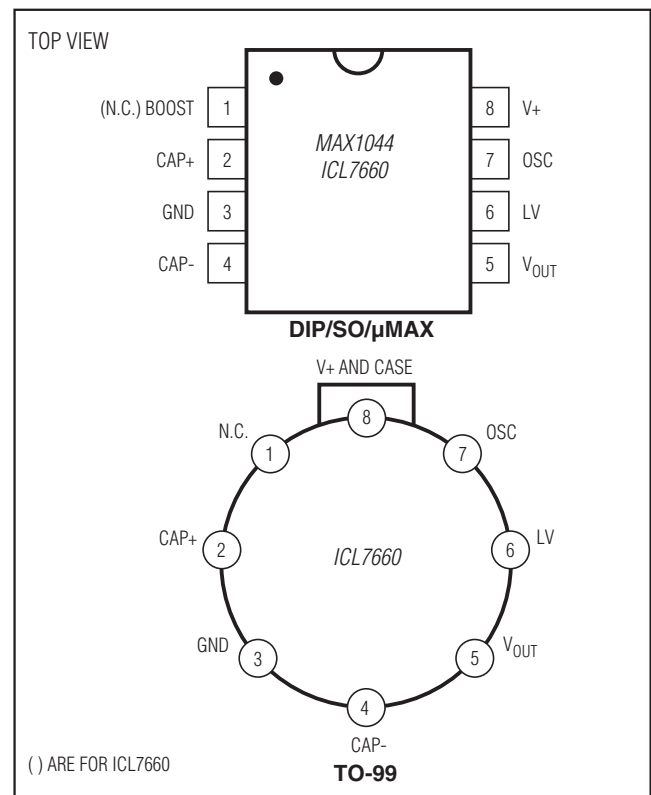 TOP VIEW
(N.C.) BOOST 1
8 V+
CAP+ 2
MAX1044
7 OSC
ICL7660
GND 3
6 LV
CAP- 4
5 VOUT
DIP/SO/µMAX
V+ AND CASE
8
N.C.
1
OSC
7
CAP+
2
ICL7660
6
LV
GND
3
VOUT
5
4
CAP-
( ) ARE FOR ICL7660
TO-99